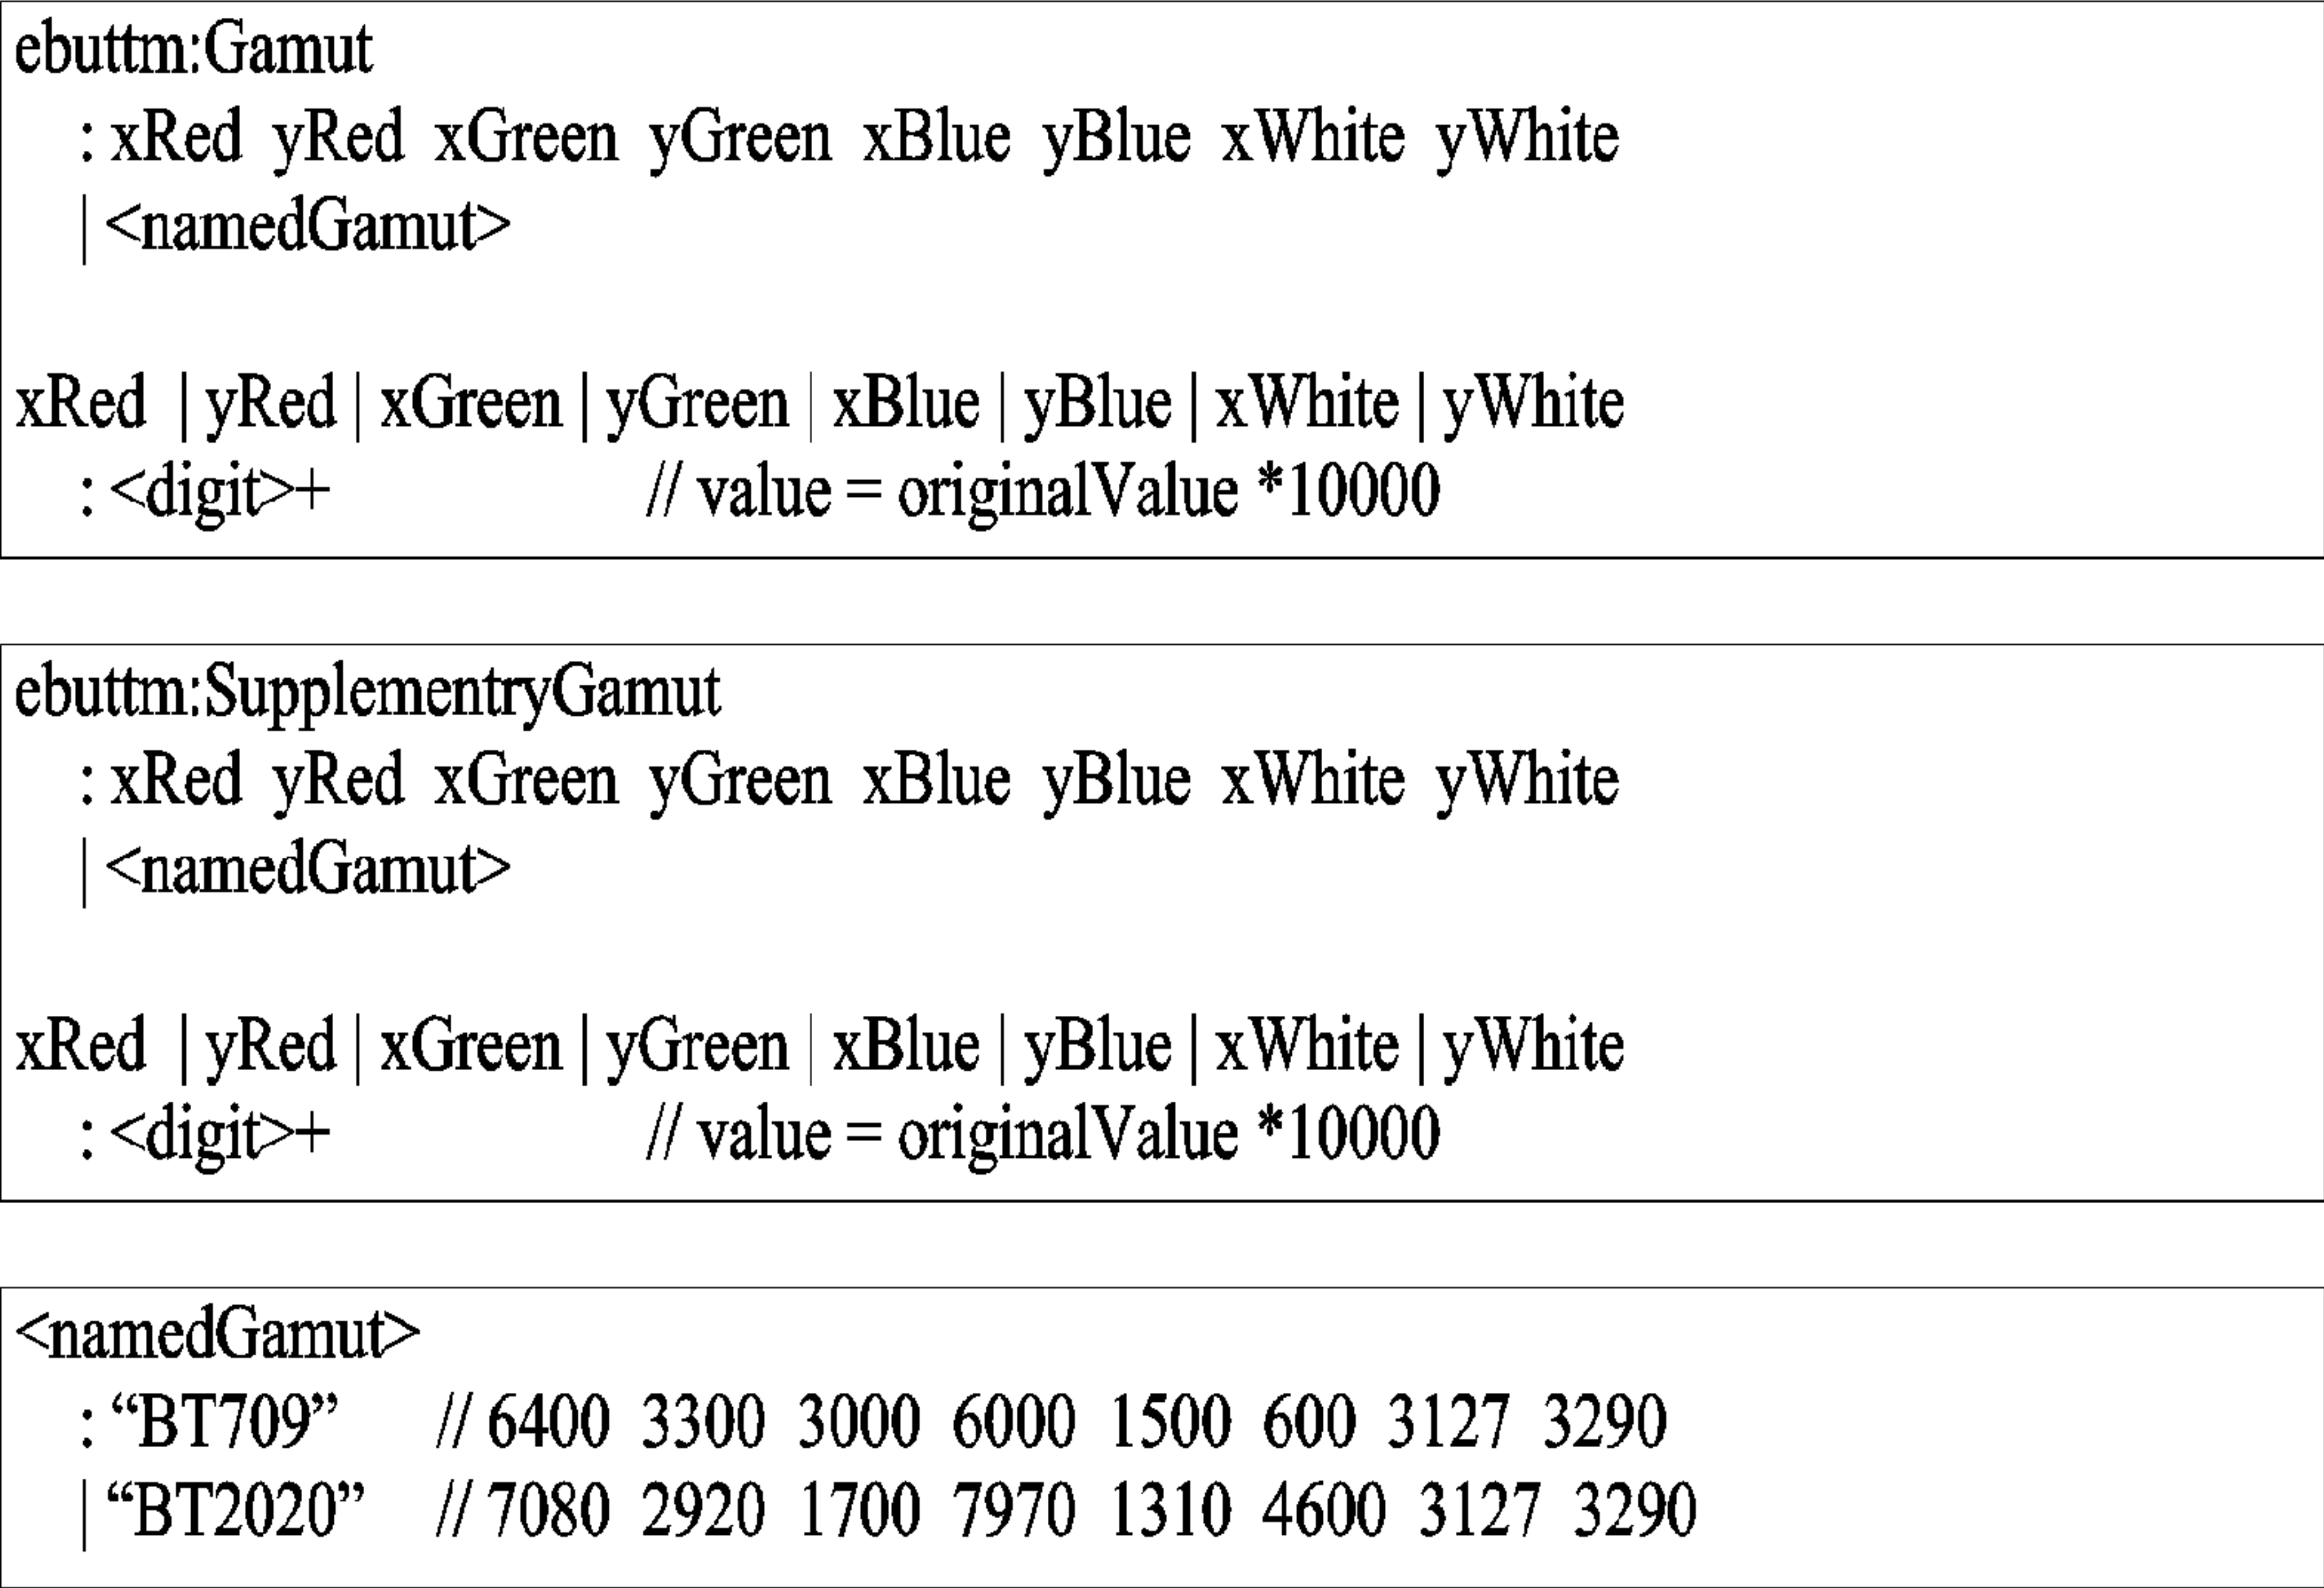 ebuttm:Gamut
: xRed yRed xGreen yGreen xBlue yBlue xWhite yWhite
| <namedGamut>
xRed | yRed | xGreen | yGreen | xBlue | yBlue | xWhite | yWhite
: <digit>+ // value = originalValue *10000
ebuttm:SupplementryGamut
: xRed yRed xGreen yGreen xBlue yBlue xWhite yWhite
| <namedGamut>
xRed | yRed | xGreen | yGreen | xBlue | yBlue | xWhite | yWhite
: <digit>+ // value = originalValue *10000
<namedGamut>
: “BT709” // 6400 3300 3000 6000 1500 600 3127 3290
| “BT2020” // 7080 2920 1700 7970 1310 4600 3127 3290